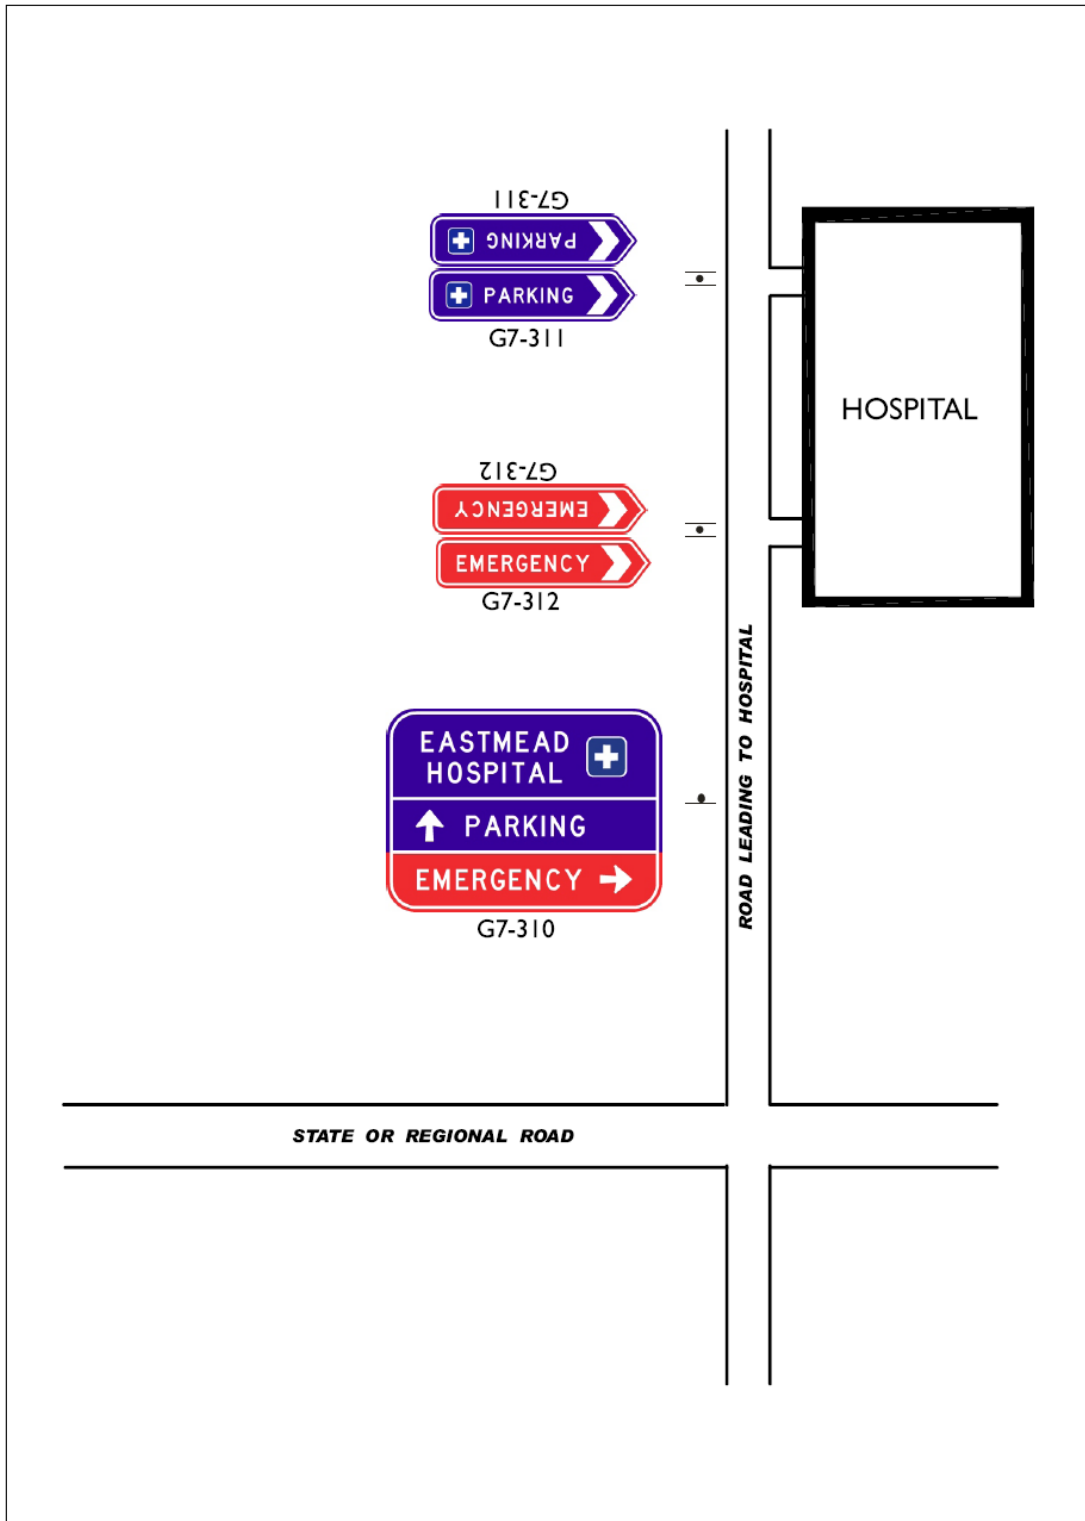 G7-311
PARKING
PARKING
G7-311
HOSPITAL
G7-312
EMERGENCY
EMERGENCY
G7-312
EASTMEAD
HOSPITAL
PARKING
EMERGENCY
G7-310
ROAD LEADING TO HOSPITAL
STATE OR REGIONAL ROAD